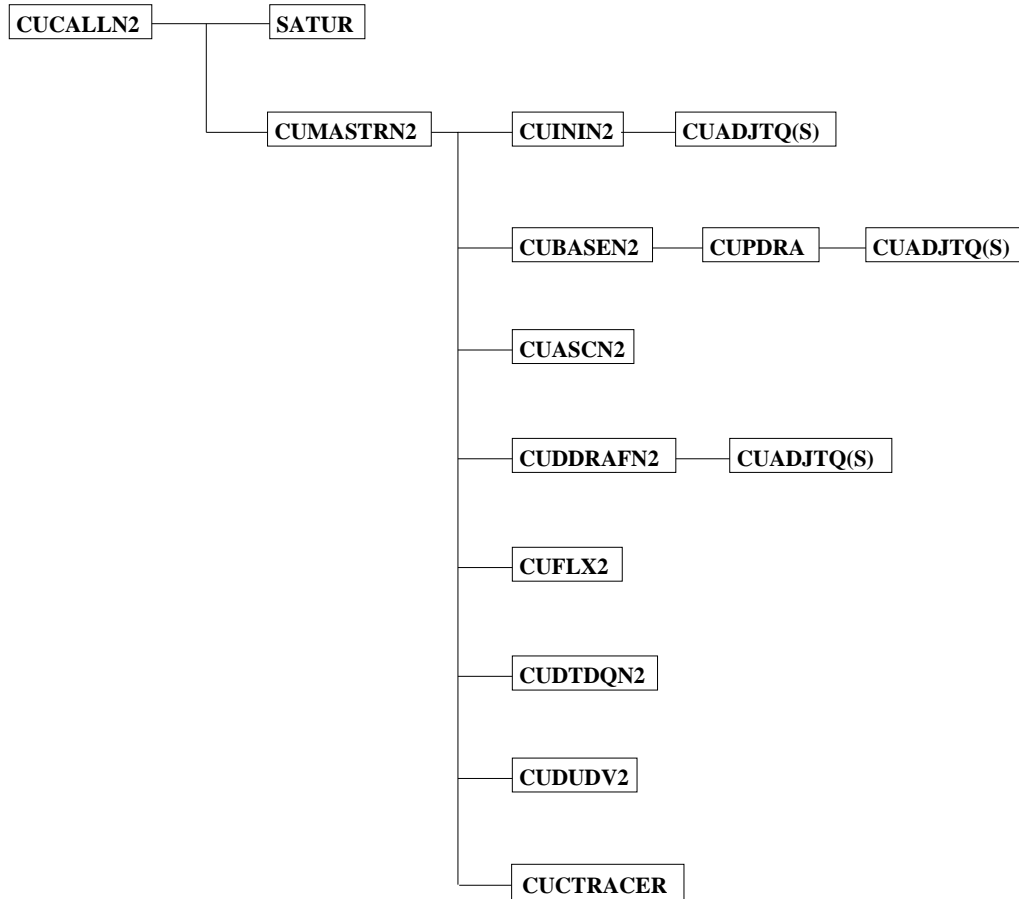 CUCALLN2 SATUR
CUMASTRN2 CUININ2 CUADJTQ(S)
CUBASEN2 CUPDRA CUADJTQ(S)
CUASCN2
CUDDRAFN2 CUADJTQ(S)
CUFLX2
CUDTDQN2
CUDUDV2
CUCTRACER